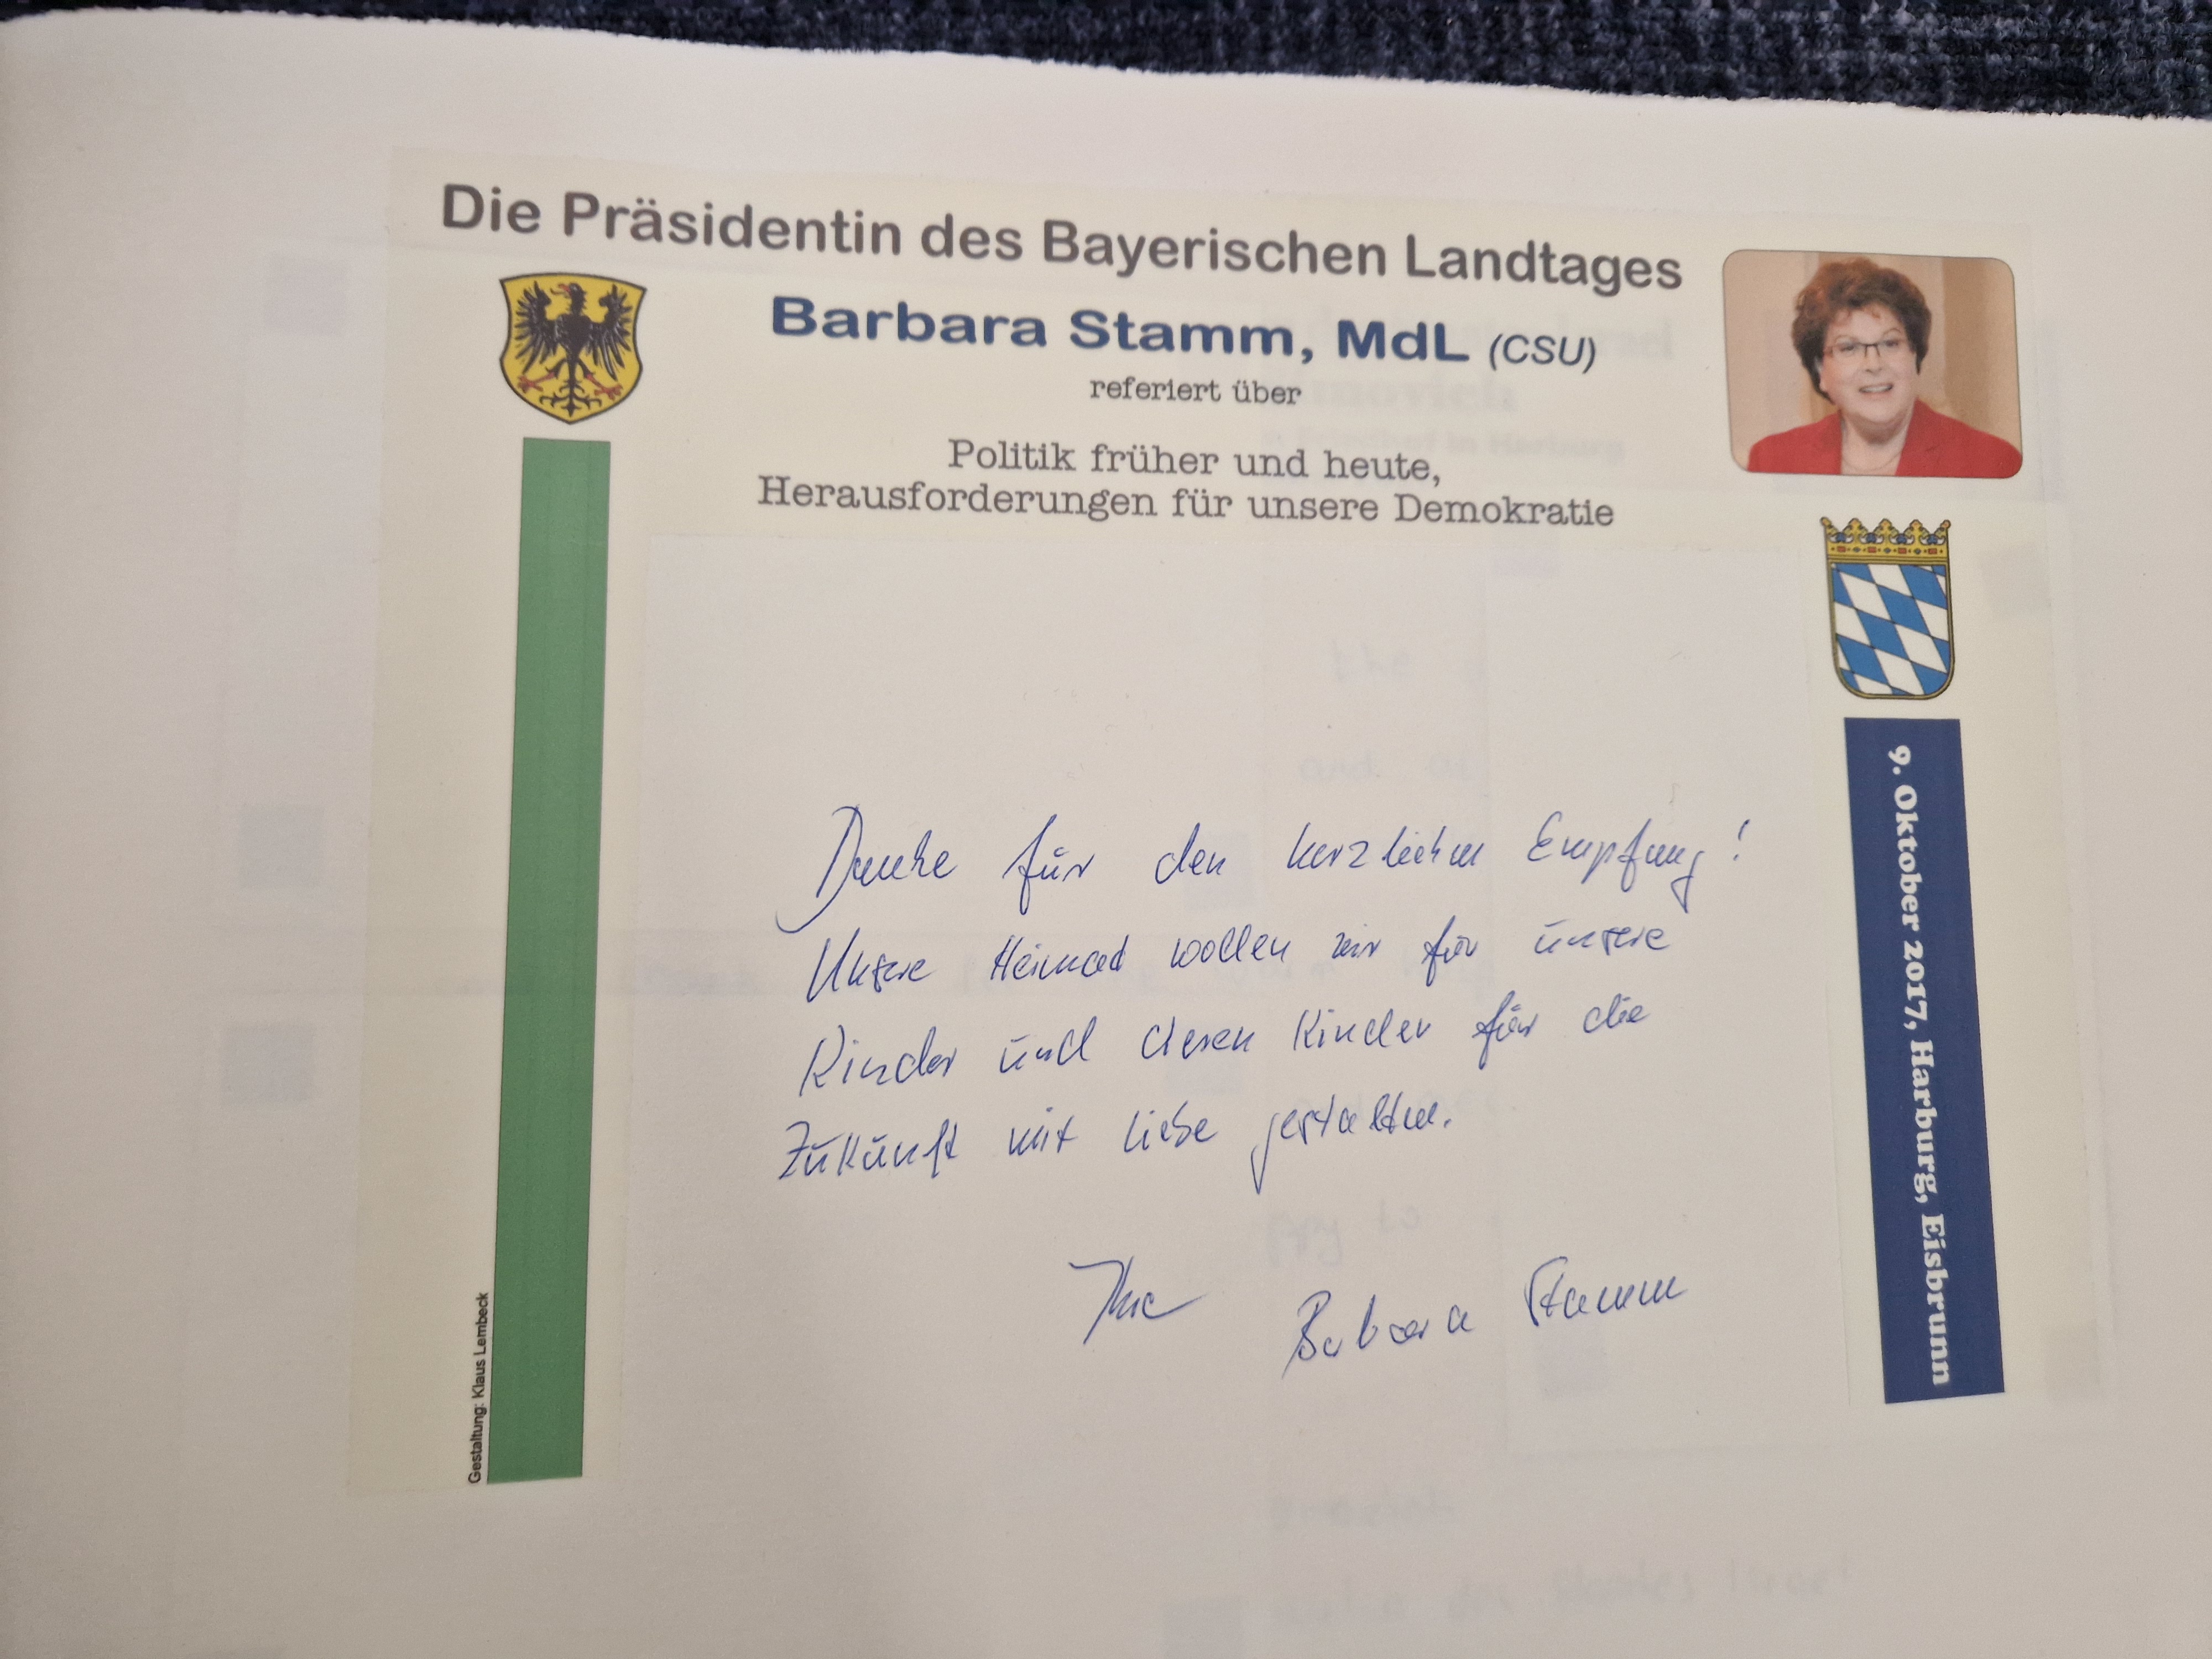 Die Präsidentin des Bayerischen Landtages
Barbara Stamm, MdL (CSU)
referiert über
Politik früher und heute,
Herausforderungen für unsere Demokratie
Danke für den herzlichen Empfang!
Unsere Heimat wollen wir für unsere
Kinder und deren Kinder für die
Zukunft mit Liebe gestalten.
Ihre Barbara Stamm
9. Oktober 2017, Harburg, Eisbrunn
Gestaltung: Klaus Lembeck